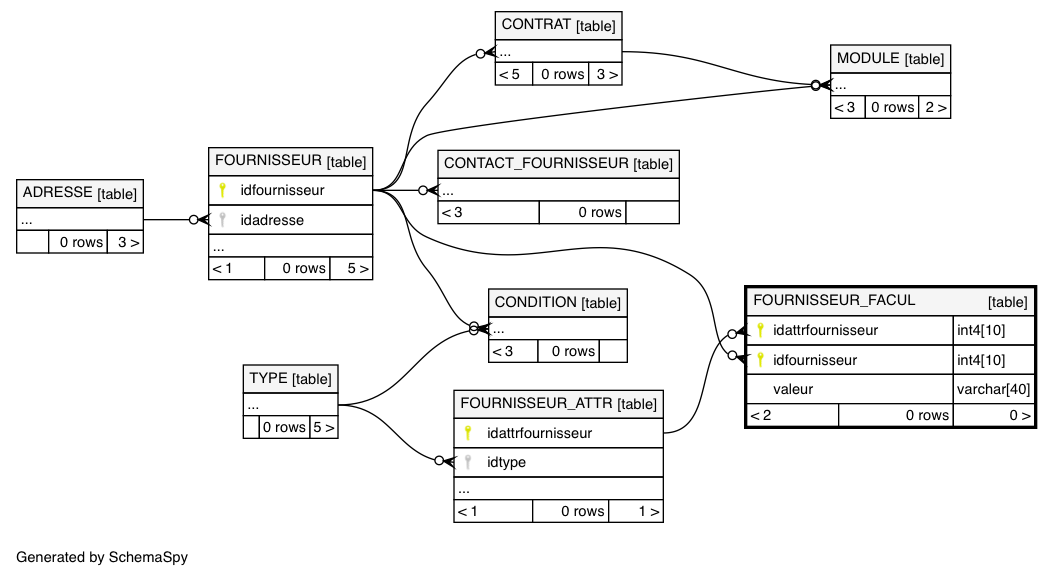 CONTRAT [table]
...
< 5 0 rows 3 >
MODULE [table]
...
< 3 0 rows 2 >
FOURNISSEUR [table]
idfournisseur
idadresse
...
< 1 0 rows 5 >
CONTACT_FOURNISSEUR [table]
...
< 3 0 rows
ADRESSE [table]
...
0 rows 3 >
CONDITION [table]
...
< 3 0 rows
FOURNISSEUR_FACUL [table]
idattrfournisseur int4[10]
idfournisseur int4[10]
valeur varchar[40]
< 2 0 rows 0 >
TYPE [table]
...
0 rows 5 >
FOURNISSEUR_ATTR [table]
idattrfournisseur
idtype
...
< 1 0 rows 1 >
Generated by SchemaSpy